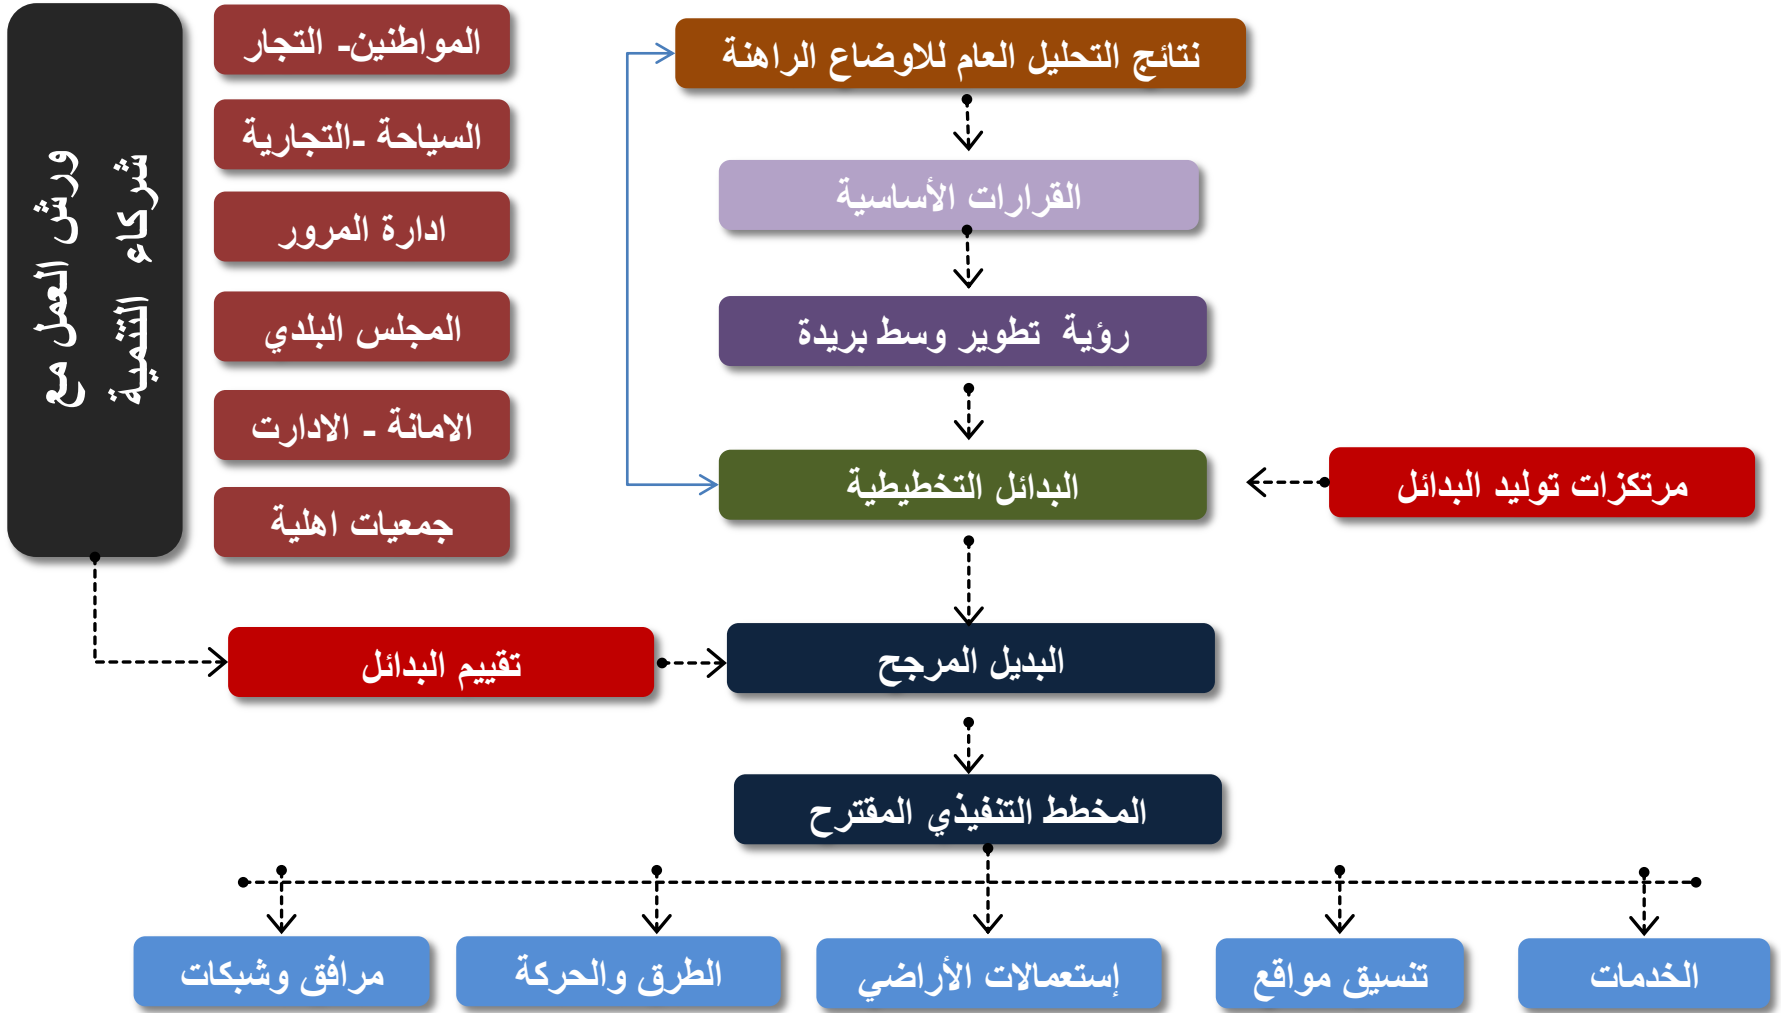 نتائج التحليل العام للاوضاع الراهنة
القرارات الأساسية
رؤية تطوير وسط بريدة
البدائل التخطيطية
مرتكزات توليد البدائل
ورش العمل مع
شركاء التنمية
المواطنين- التجار
السياحة -التجارية
ادارة المرور
المجلس البلدي
الامانة - الادارت
جمعيات اهلية
البديل المرجح
تقييم البدائل
المخطط التنفيذي المقترح
الخدمات
تنسيق مواقع
إستعمالات الأراضي
الطرق والحركة
مرافق وشبكات